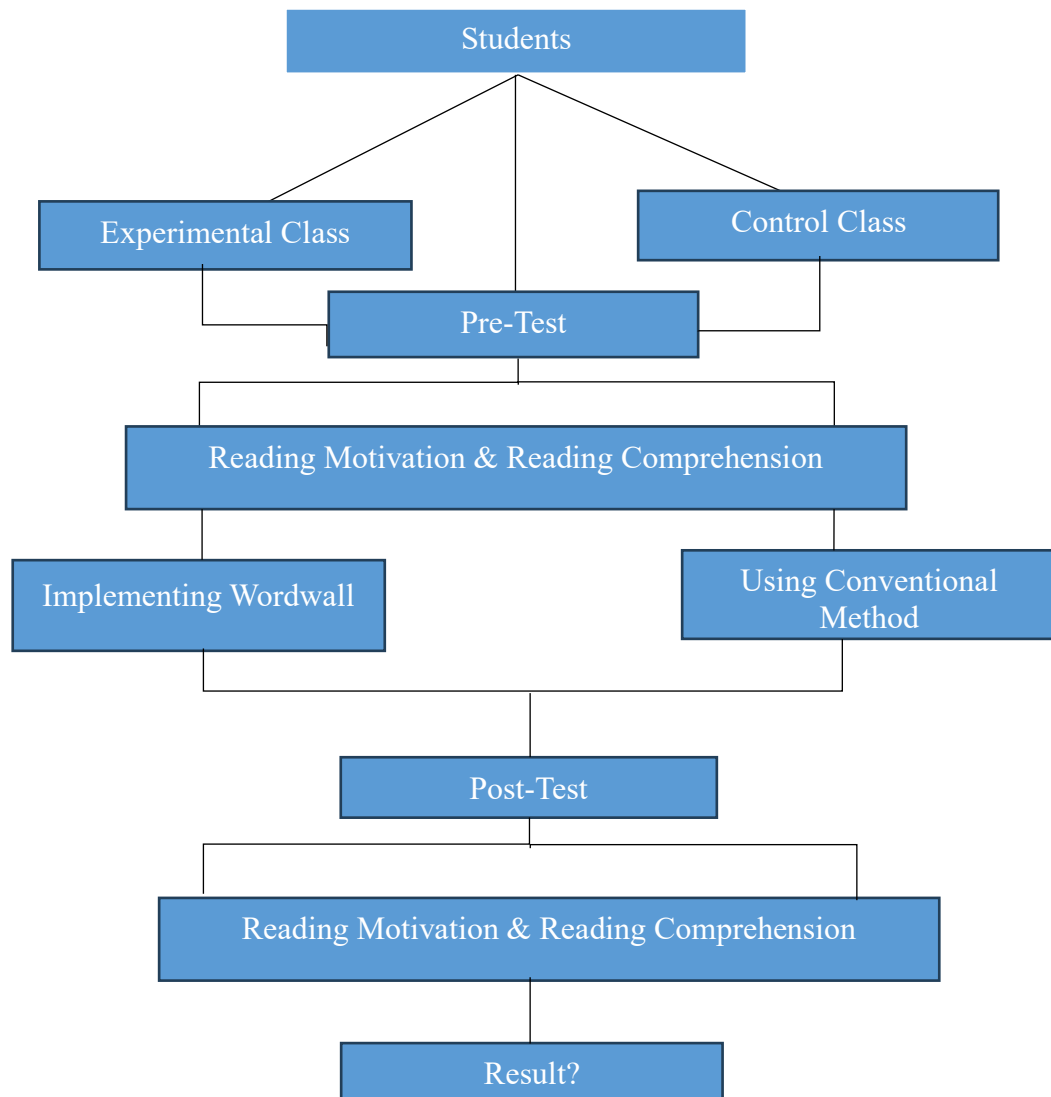 Students
Experimental Class
Control Class
Pre-Test
Reading Motivation & Reading Comprehension
Implementing Wordwall
Using Conventional
Method
Post-Test
Reading Motivation & Reading Comprehension
Result?